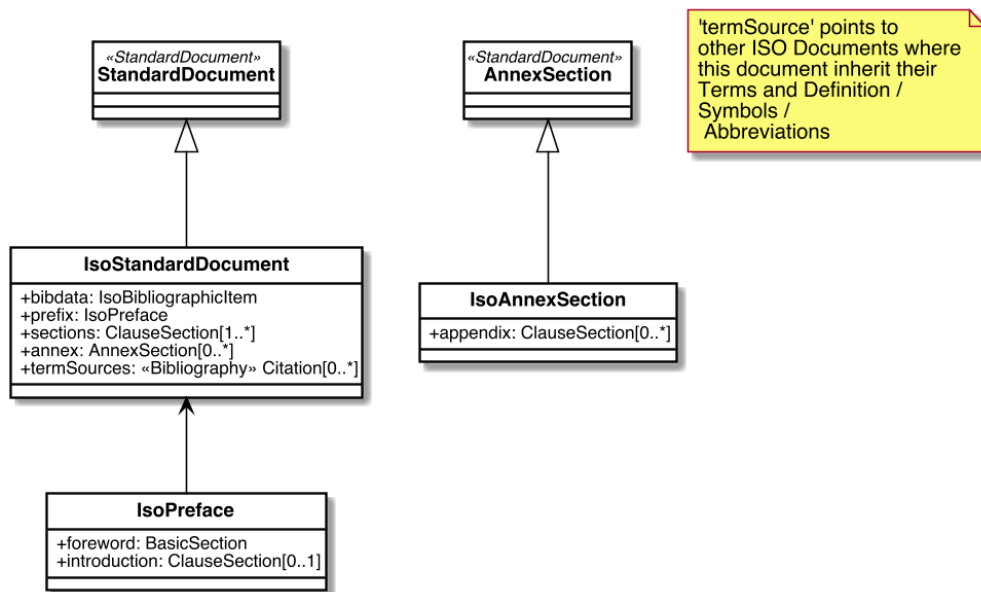 «StandardDocument»
StandardDocument
«StandardDocument»
AnnexSection
'termSource' points to
other ISO Documents where
this document inherit their
Terms and Definition /
Symbols /
Abbreviations
IsoStandardDocument
+bibdata: IsoBibliographicItem
+prefix: IsoPreface
+sections: ClauseSection[1..*]
+annex: AnnexSection[0..*]
+termSources: «Bibliography» Citation[0..*]
IsoAnnexSection
+appendix: ClauseSection[0..*]
IsoPreface
+foreword: BasicSection
+introduction: ClauseSection[0..1]